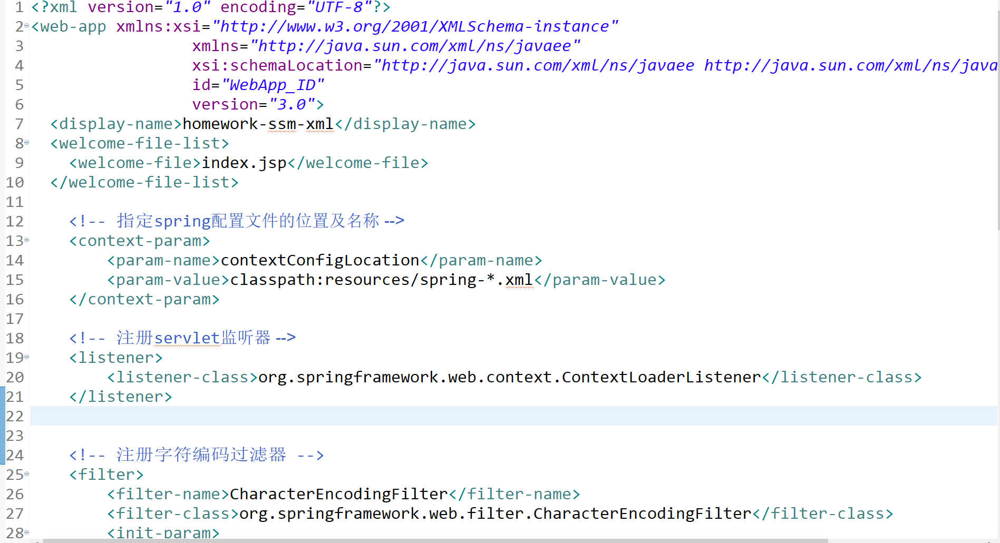 1 <?xml version="1.0" encoding="UTF-8"?>
2 <web-app xmlns:xsi="http://www.w3.org/2001/XMLSchema-instance"
3 xmlns="http://java.sun.com/xml/ns/javaee"
4 xsi:schemaLocation="http://java.sun.com/xml/ns/javaee http://java.sun.com/xml/ns/java
5 id="WebApp_ID"
6 version="3.0">
7 <display-name>homework-ssm-xml</display-name>
8 <welcome-file-list>
9 <welcome-file>index.jsp</welcome-file>
10 </welcome-file-list>
11
12 <!-- 指定spring配置文件的位置及名称 -->
13 <context-param>
14 <param-name>contextConfigLocation</param-name>
15 <param-value>classpath:resources/spring-*.xml</param-value>
16 </context-param>
17
18 <!-- 注册servlet监听器 -->
19 <listener>
20 <listener-class>org.springframework.web.context.ContextLoaderListener</listener-class>
21 </listener>
22
23
24 <!-- 注册字符编码过滤器 -->
25 <filter>
26 <filter-name>CharacterEncodingFilter</filter-name>
27 <filter-class>org.springframework.web.filter.CharacterEncodingFilter</filter-class>
28 <init-param>